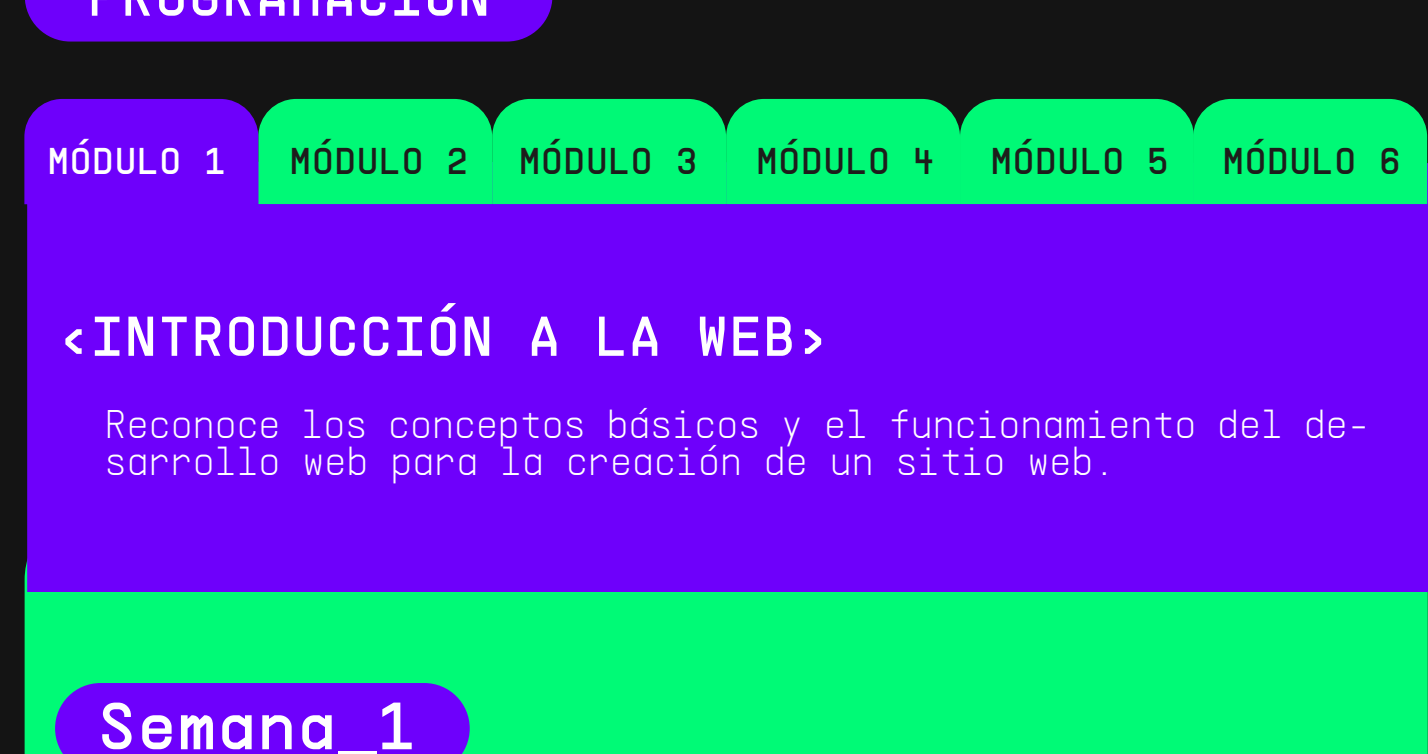 PROGRAMACIÓN
MÓDULO 1 MÓDULO 2 MÓDULO 3 MÓDULO 4 MÓDULO 5 MÓDULO 6
<INTRODUCCIÓN A LA WEB>
Reconoce los conceptos básicos y el funcionamiento del de-
sarrollo web para la creación de un sitio web.
Semana_1